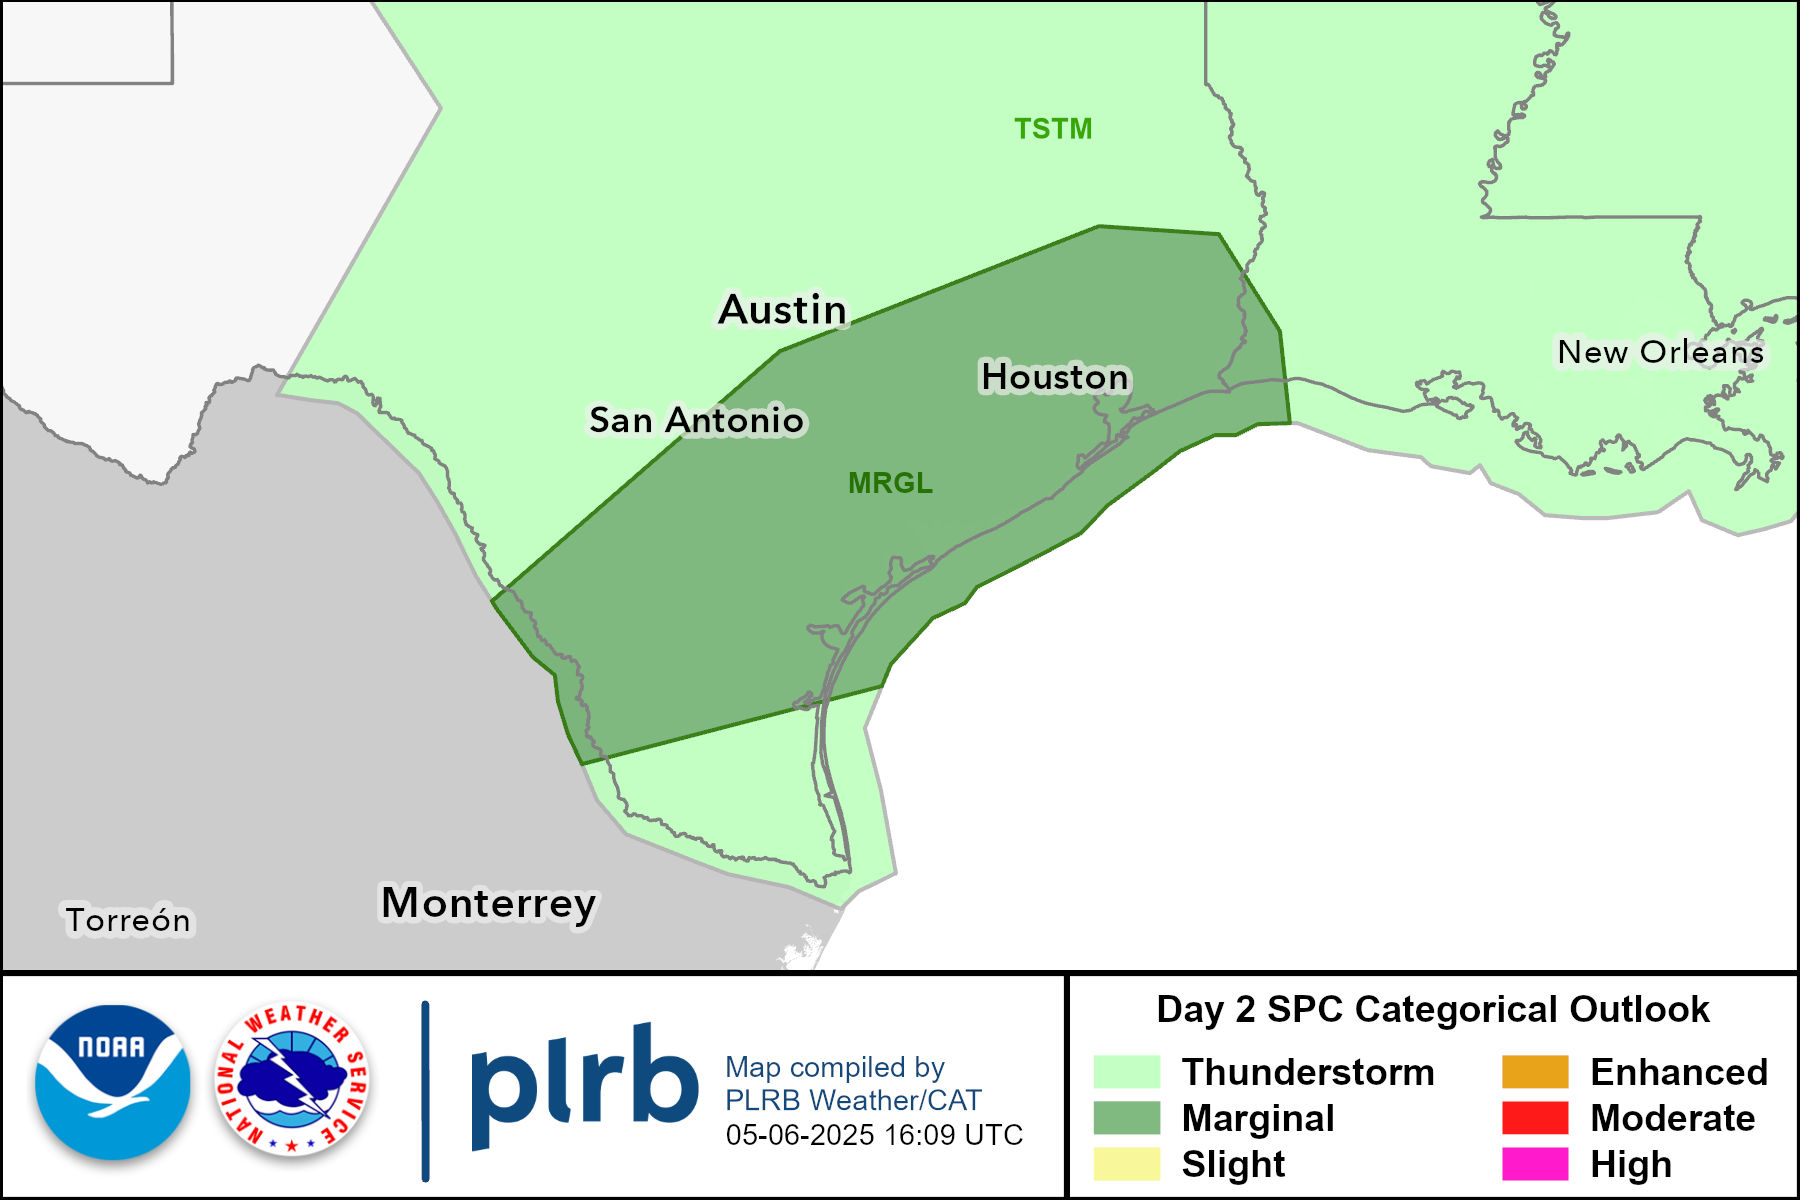 TSTM
Austin
New Orleans
Houston
San Antonio
MRGL
Monterrey
Torreón
NOAA
NATIONAL WEATHER SERVICE
plrb
Map compiled by
PLRB Weather/CAT
05-06-2025 16:09 UTC
Day 2 SPC Categorical Outlook
Thunderstorm
Marginal
Slight
Enhanced
Moderate
High